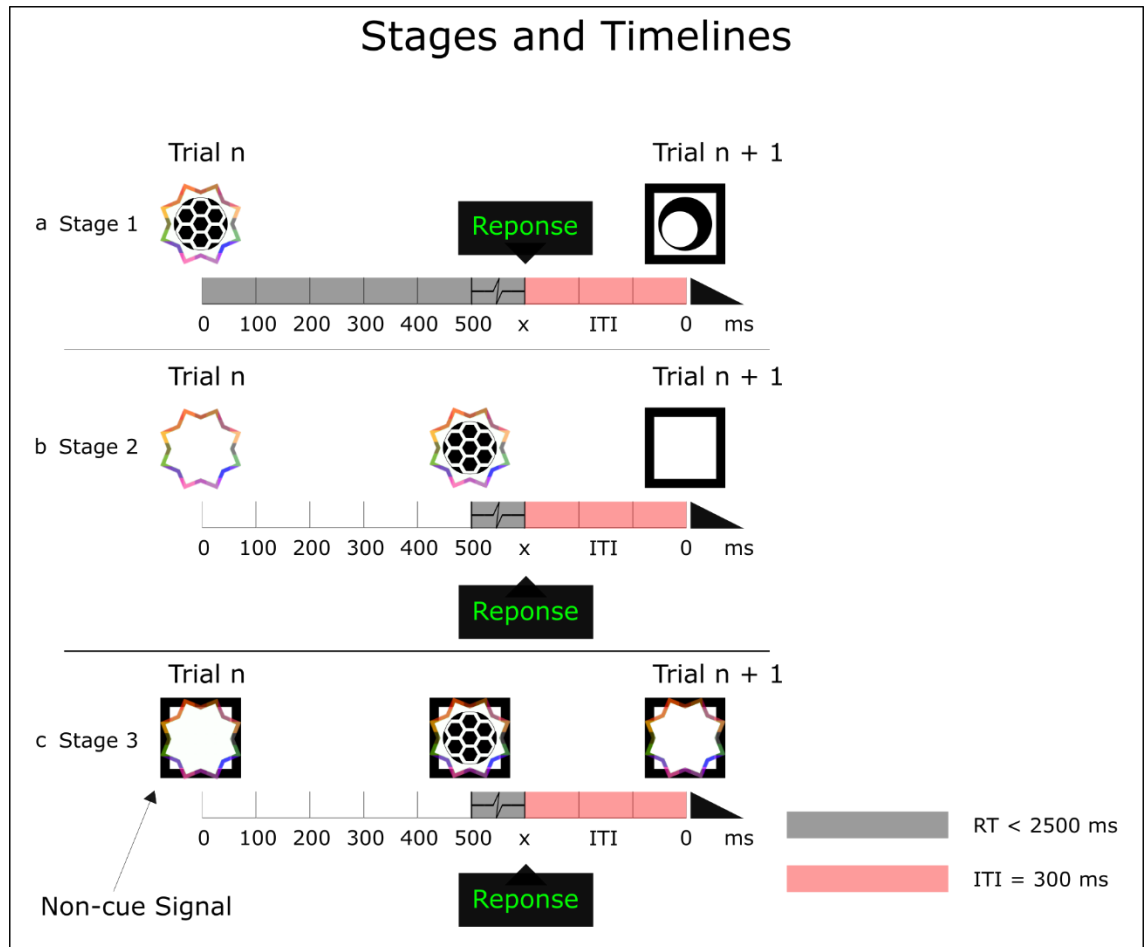 Stages and Timelines
Trial n
Trial n + 1
a Stage 1
Reponse
0 100 200 300 400 500 x ITI 0 ms
Trial n
Trial n + 1
b Stage 2
0 100 200 300 400 500 x ITI 0 ms
Reponse
Trial n
Trial n + 1
c Stage 3
0 100 200 300 400 500 x ITI 0 ms
Reponse
Non-cue Signal
RT < 2500 ms
ITI = 300 ms